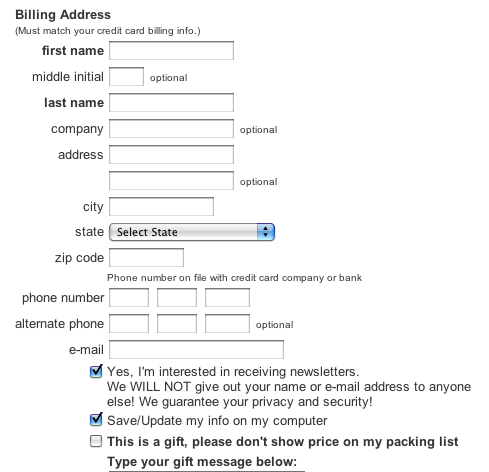 Billing Address
(Must match your credit card billing info.)
first name
middle initial optional
last name
company optional
address
optional
city
state Select State
zip code
Phone number on file with credit card company or bank
phone number
alternate phone optional
e-mail
Yes, I'm interested in receiving newsletters.
We WILL NOT give out your name or e-mail address to anyone
else! We guarantee your privacy and security!
Save/Update my info on my computer
This is a gift, please don't show price on my packing list
Type your gift message below: